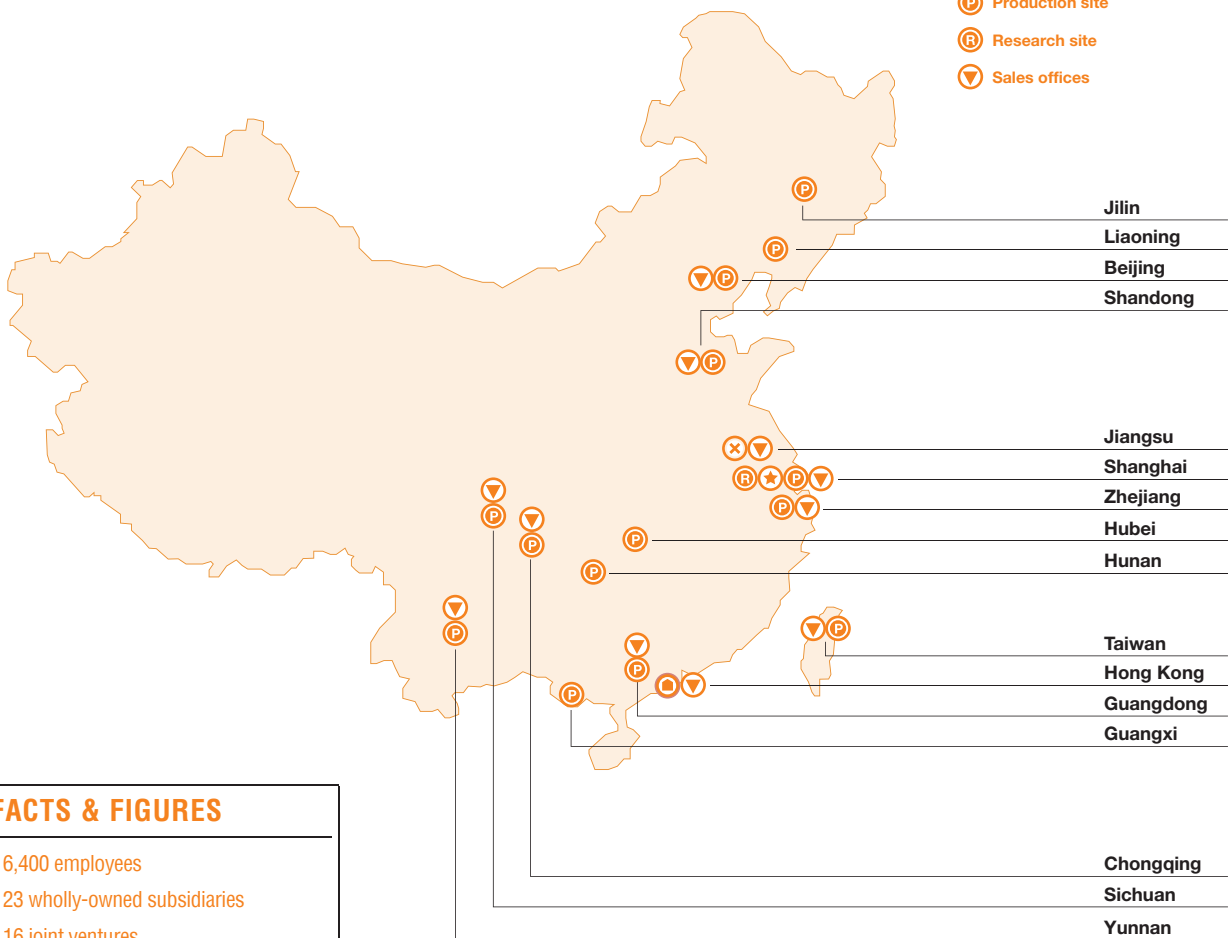 Production site
Research site
Sales offices
Jilin
Liaoning
Beijing
Shandong
Jiangsu
Shanghai
Zhejiang
Hubei
Hunan
Taiwan
Hong Kong
Guangdong
Guangxi
FACTS & FIGURES
6,400 employees
23 wholly-owned subsidiaries
16 joint ventures
Chongqing
Sichuan
Yunnan
P
P
P
P
R
P
P
P
P
P
P
P
P
P
P
P
R